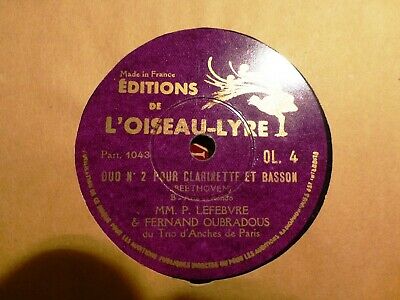 Made in France
ÉDITIONS
DE
L'OISEAU-LYRE
Part. 1043
OL. 4
DUO N° 2 POUR CLARINETTE ET BASSON
(BEETHOVEN)
MM. P. LEFEBVRE
& FERNAND OUBRADOUS
du Trio d'Anches de Paris